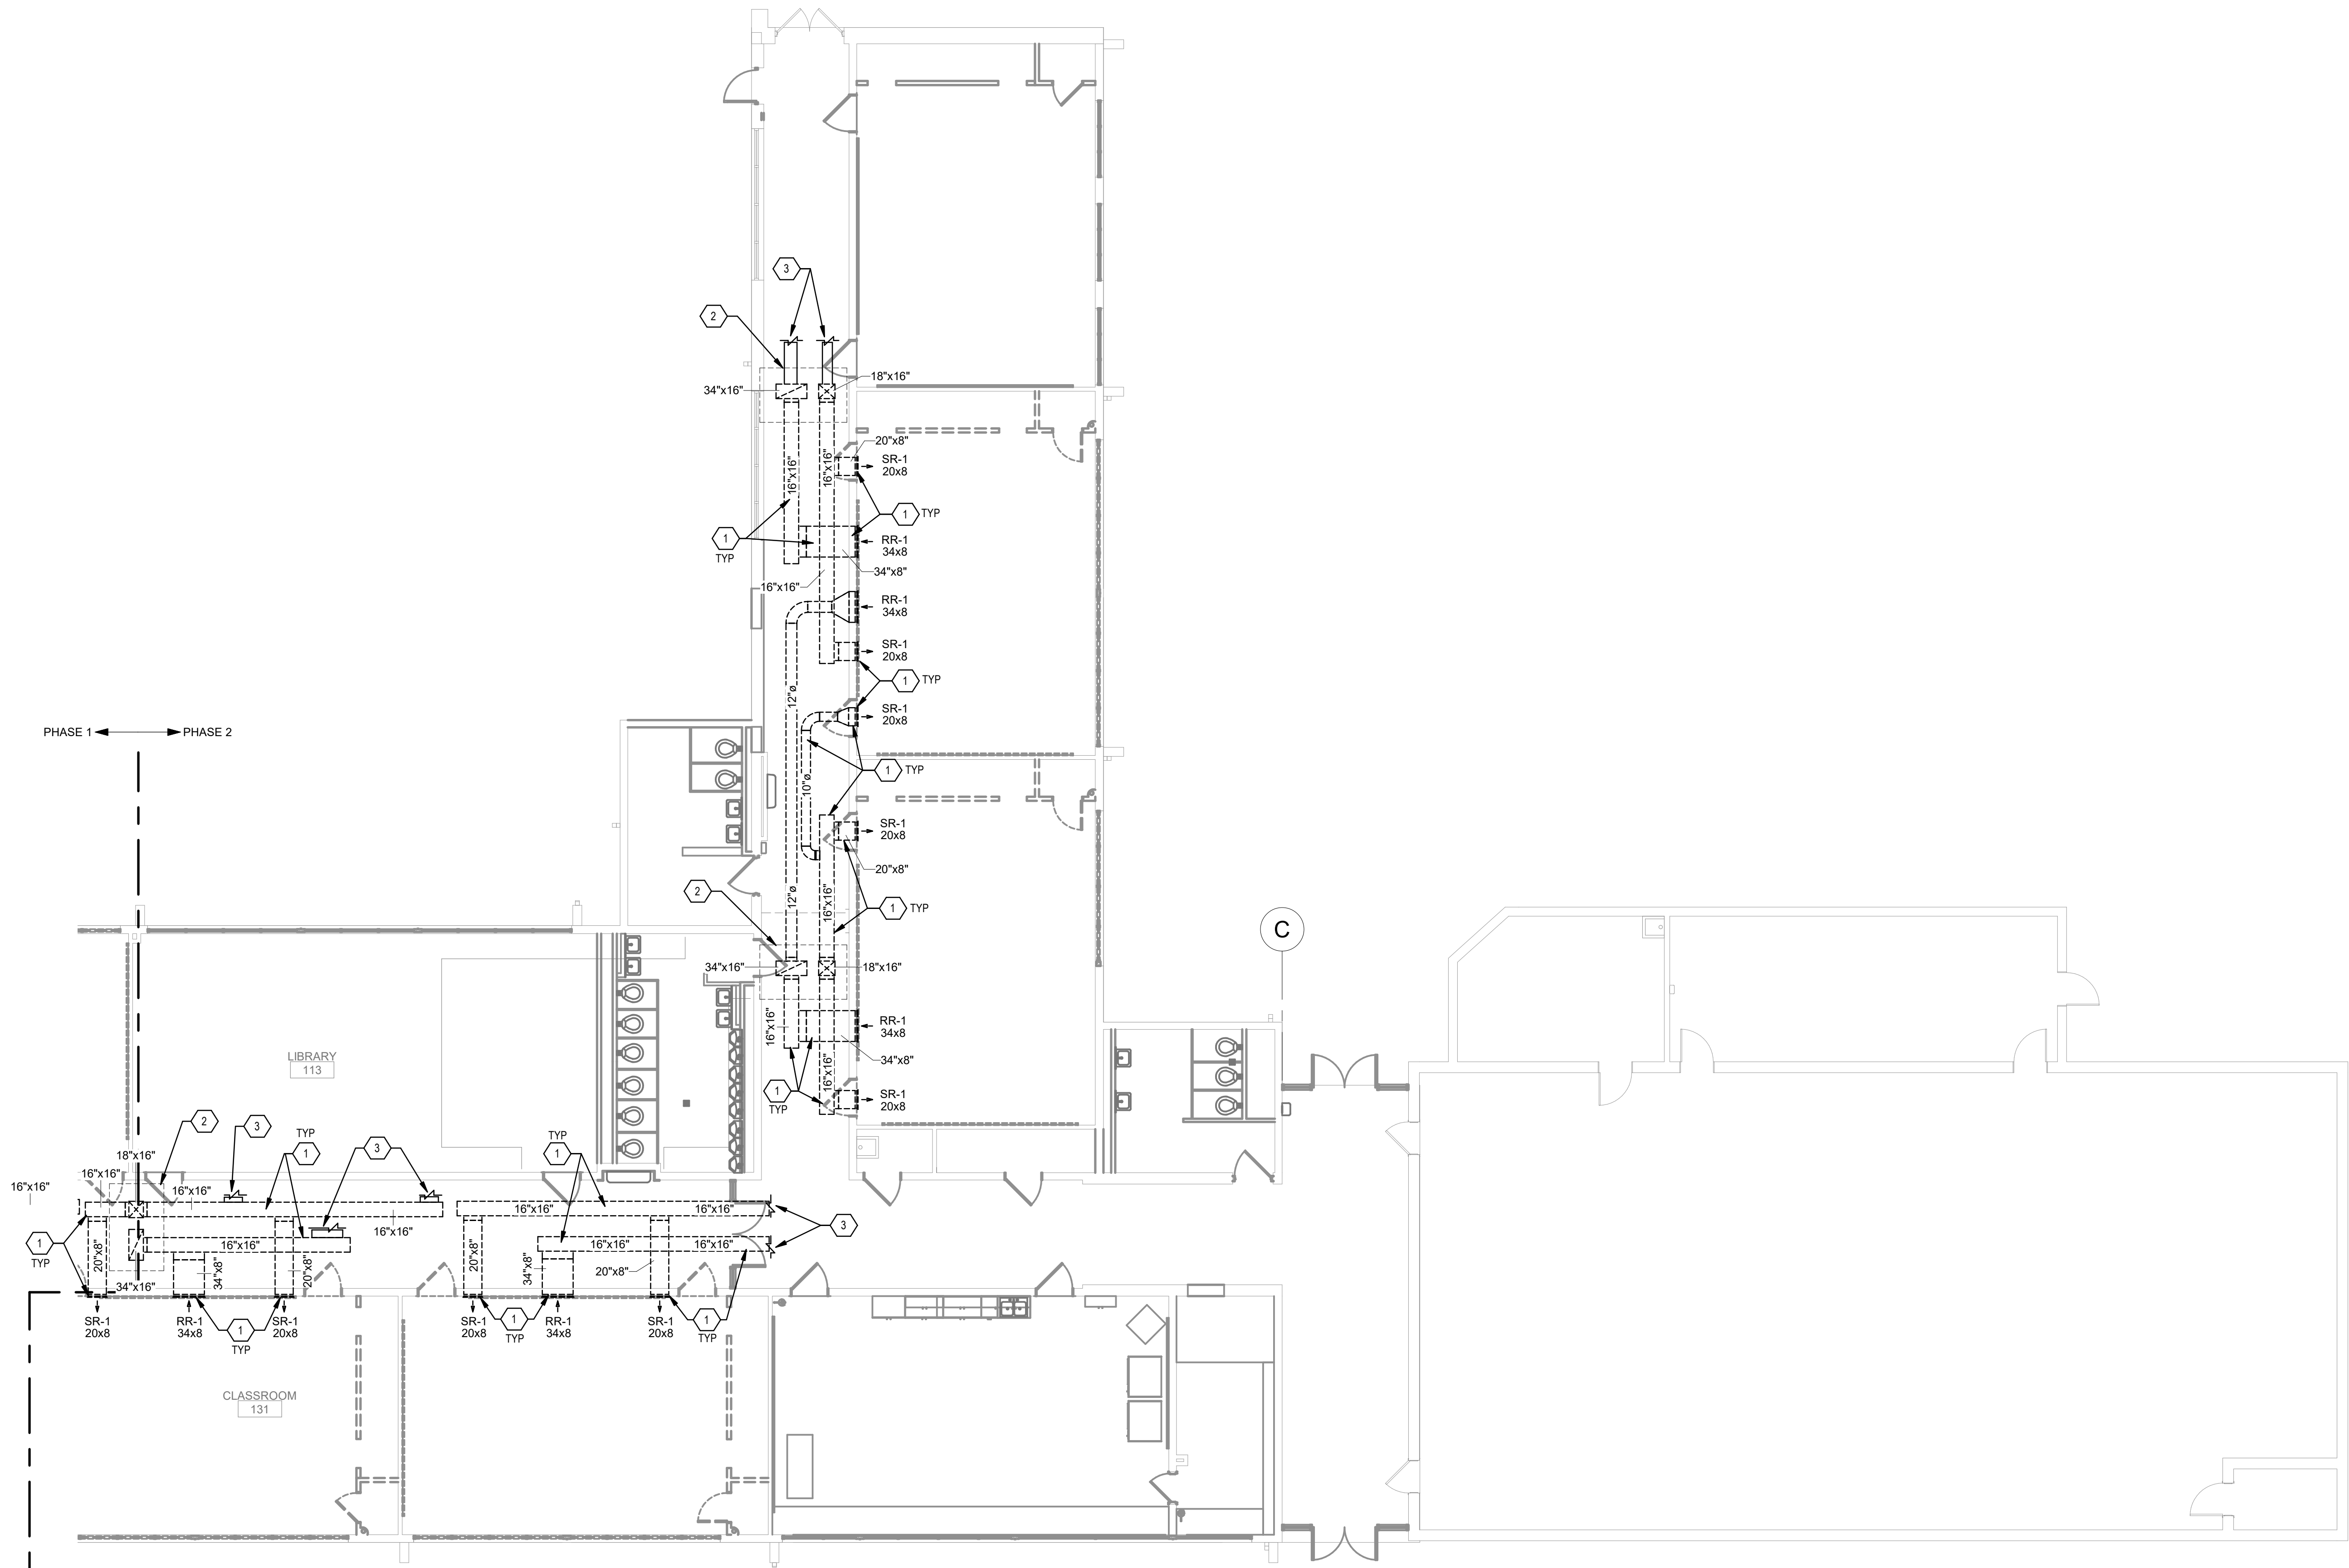 3
2
34"x16"
18"x16"
20"x8"
16"x16"
16"x16"
SR-1
20x8
1 TYP
1
TYP
RR-1
34x8
34"x8"
16"x16"
RR-1
34x8
SR-1
20x8
1 TYP
12"ø
SR-1
20x8
PHASE 1
PHASE 2
1 TYP
10"ø
SR-1
20x8
20"x8"
2
12"ø
16"x16"
1 TYP
C
34"x16"
18"x16"
16"x16"
RR-1
34x8
34"x8"
16"x16"
1
TYP
SR-1
20x8
LIBRARY
113
2
3
TYP
1
3
TYP
1
18"x16"
16"x16"
16"x16"
16"x16"
16"x16"
16"x16"
16"x16"
16"x16"
3
1
TYP
16"x16"
16"x16"
16"x16"
20"x8"
34"x8"
20"x8"
34"x16"
20"x8"
34"x8"
20"x8"
SR-1
20x8
RR-1
34x8
1
TYP
SR-1
20x8
SR-1
20x8
1
TYP
RR-1
34x8
SR-1
20x8
1
TYP
CLASSROOM
131